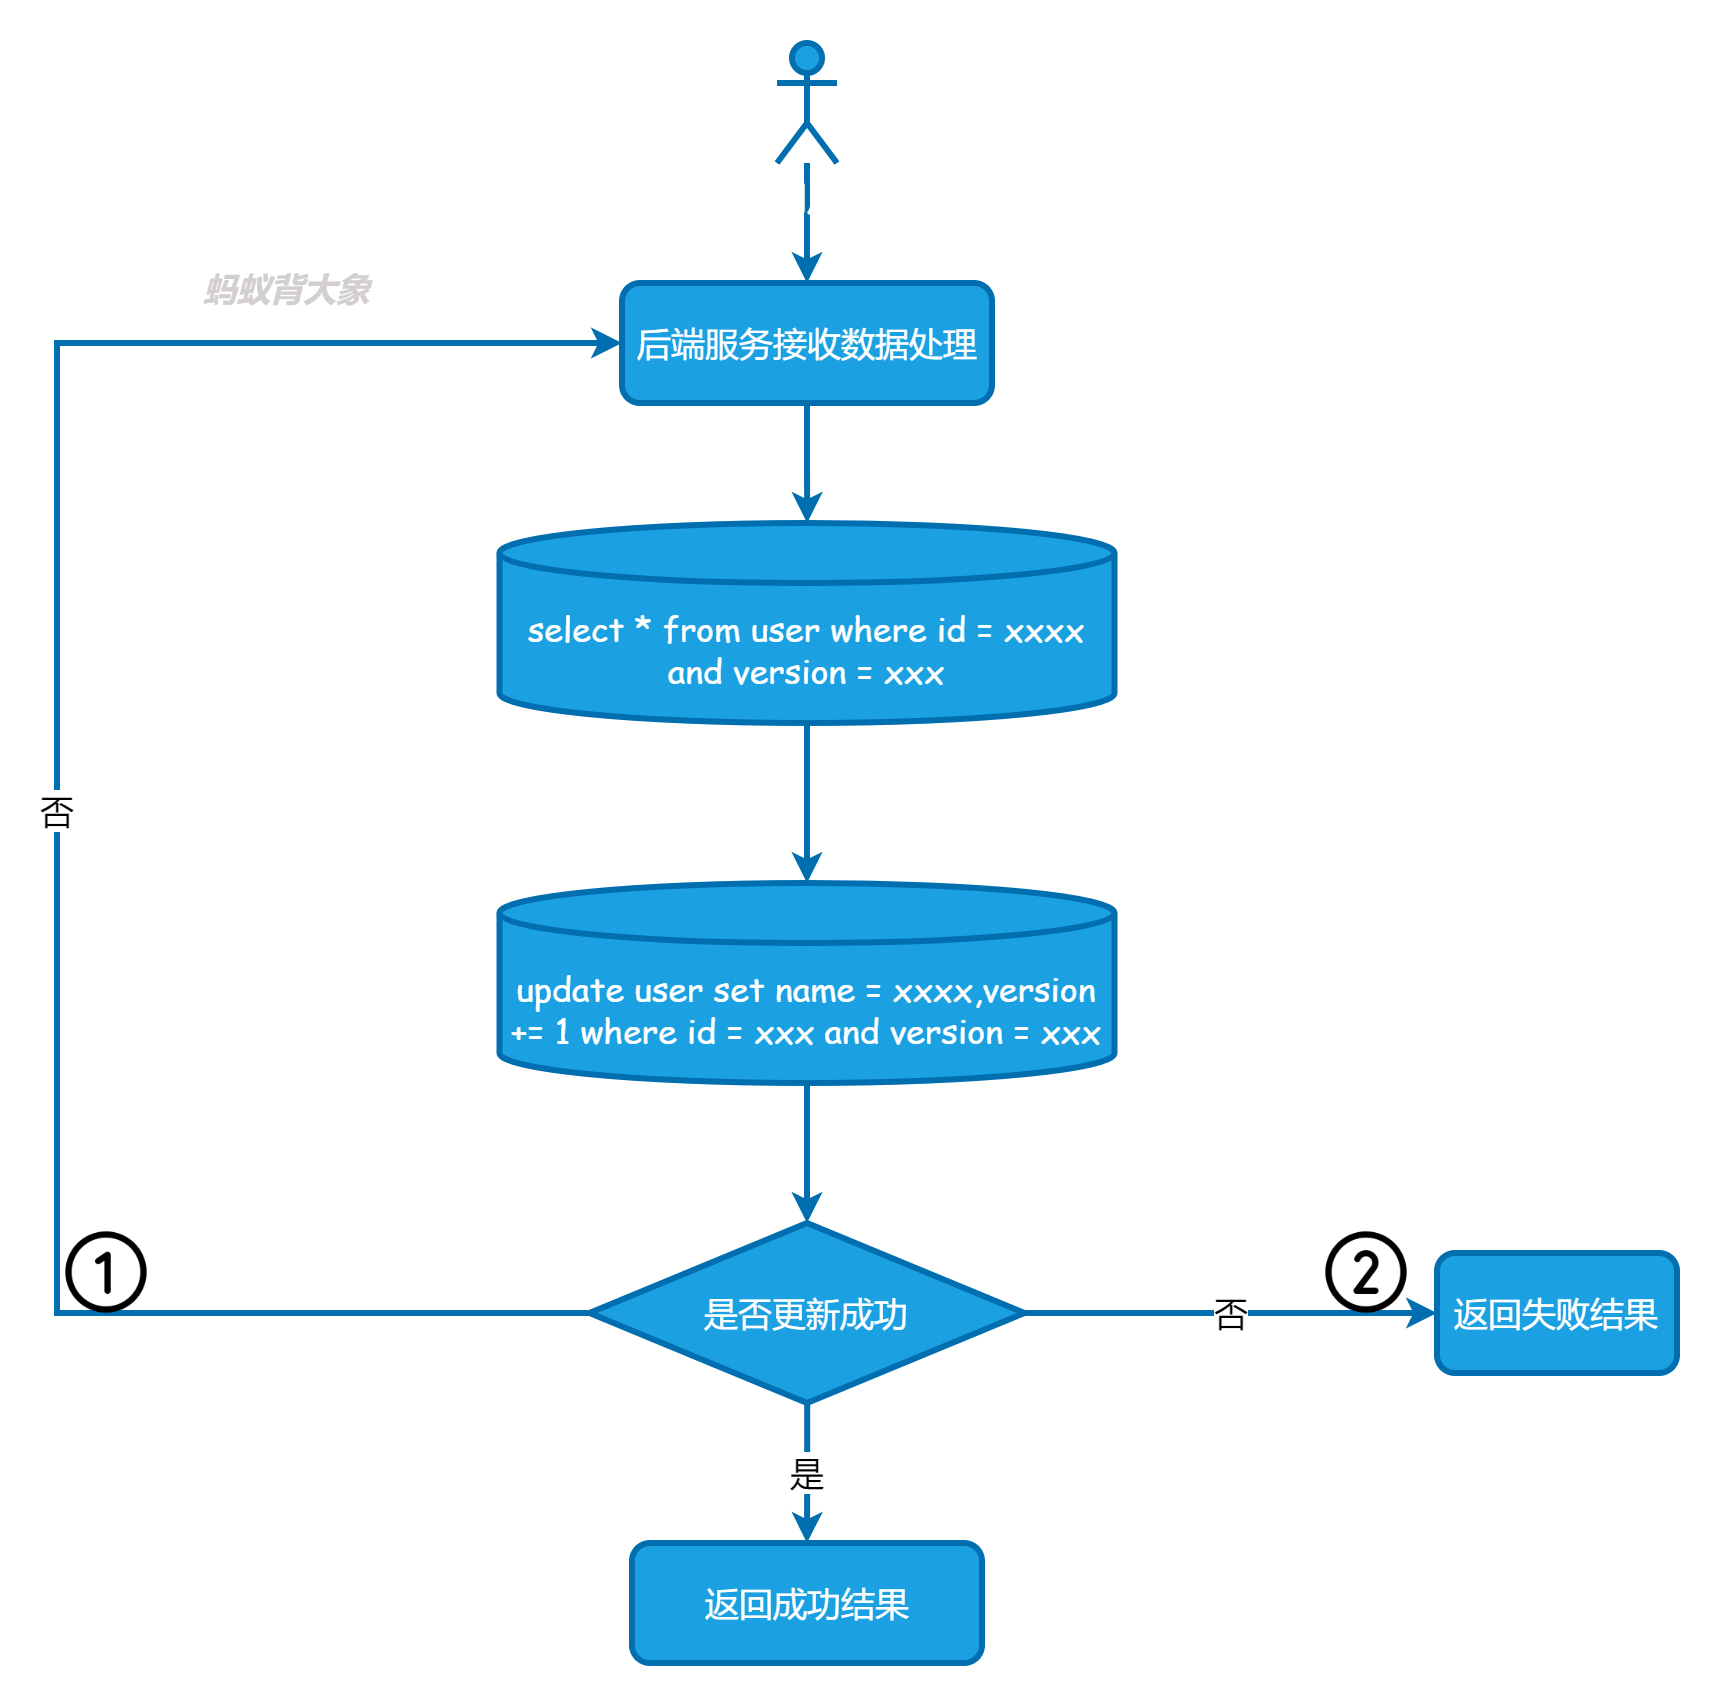 蚂蚁背大象
后端服务接收数据处理
select * from user where id = xxxx
and version = xxx
否
update user set name = xxxx,version
+= 1 where id = xxx and version = xxx
1
2
是否更新成功
否
返回失败结果
是
返回成功结果